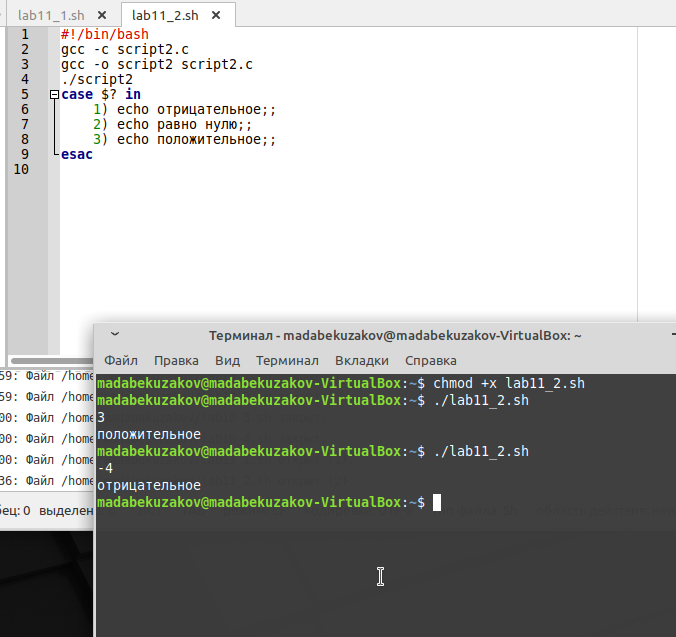 lab11_1.sh
lab11_2.sh
1 #!/bin/bash
2 gcc -c script2.c
3 gcc -o script2 script2.c
4 ./script2
5 case $? in
6 1) echo отрицательное;;
7 2) echo равно нулю;;
8 3) echo положительное;;
9 esac
10
Терминал - madabekuzakov@madabekuzakov-VirtualBox: ~
Файл Правка Вид Терминал Вкладки Справка
59: Файл /home
59: Файл /home
00: Файл /home
00: Файл /home
00: Файл /home
36: Файл /home
ец: 0 выделен
madabekuzakov@madabekuzakov-VirtualBox:~$ chmod +x lab11_2.sh
madabekuzakov@madabekuzakov-VirtualBox:~$ ./lab11_2.sh
3
положительное
madabekuzakov@madabekuzakov-VirtualBox:~$ ./lab11_2.sh
-4
отрицательное
madabekuzakov@madabekuzakov-VirtualBox:~$